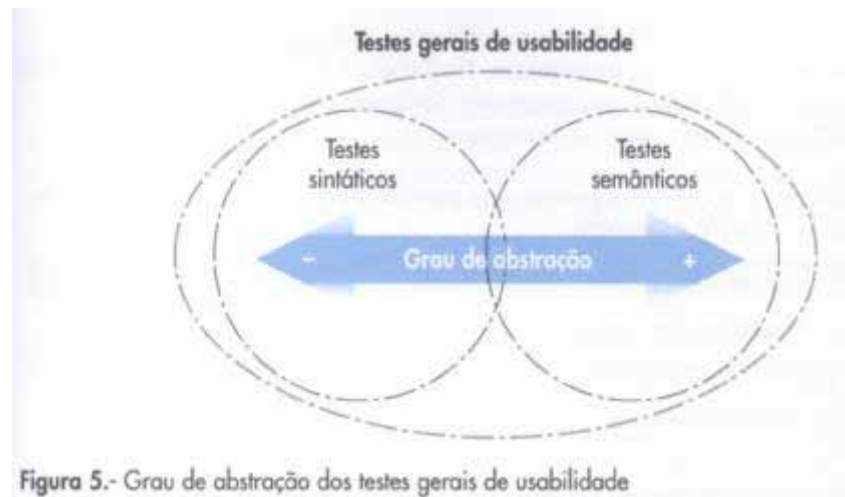 Testes gerais de usabilidade
Testes
sintáticos
Testes
semânticos
- Grau de abstração +
Figura 5.- Grau de abstração dos testes gerais de usabilidade